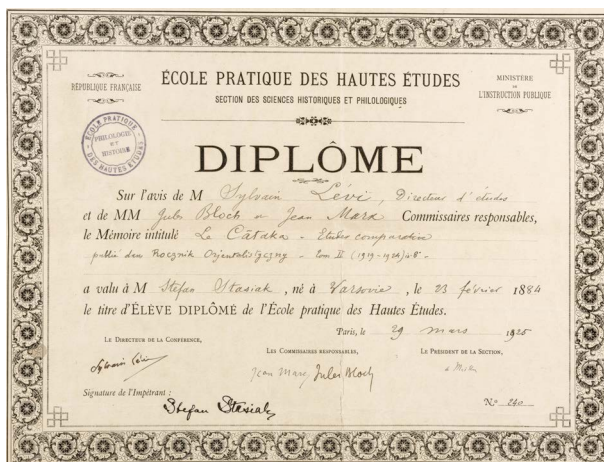 RÉPUBLIQUE FRANÇAISE
ÉCOLE PRATIQUE DES HAUTES ÉTUDES
SECTION DES SCIENCES HISTORIQUES ET PHILOLOGIQUES
MINISTÈRE
DE
L'INSTRUCTION PUBLIQUE
ÉCOLE PRATIQUE
PHILOLOGIE
ET
HISTOIRE
DES HAUTES ÉTUDES
DIPLÔME
Sur l'avis de M Sylvain Lévi, Directeur d'études
et de MM Jules Bloch et Jean Marx Commissaires responsables,
le Mémoire intitulé Le Cātaka - Etude comparative
publié dans Rocznik Orjentalistyczny - tom II (1919-1924)
a valu à M Stefan Stasiak, né à Varsovie, le 23 février 1884
le titre d'ÉLÈVE DIPLÔMÉ de l'École pratique des Hautes Études.
Paris, le 29 mars 1925
LE DIRECTEUR DE LA CONFÉRENCE,
LES COMMISSAIRES RESPONSABLES,
LE PRÉSIDENT DE LA SECTION,
Sylvain Lévi
Jean Marx Jules Bloch
Signature de l'Impétrant :
Stefan Stasiak
N° 240